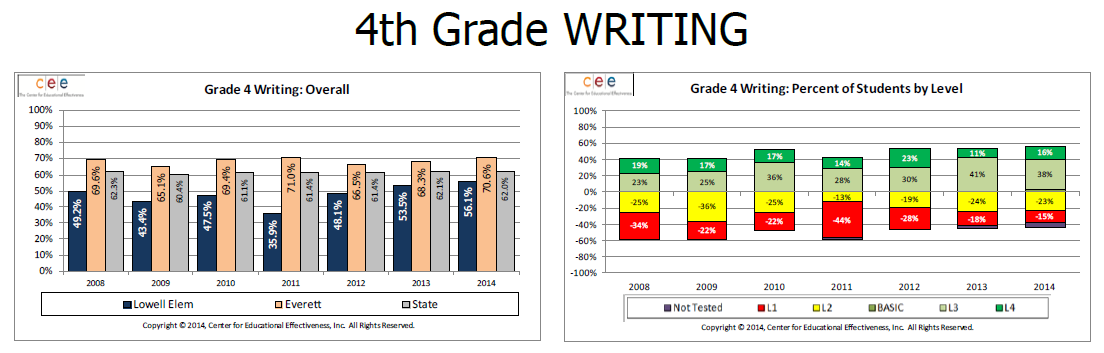 4th Grade WRITING
cee
The Center for Educational Effectiveness
Grade 4 Writing: Overall
100%
90%
80%
70%
60%
50%
40%
30%
20%
10%
0%
49.2% 69.6% 62.3% 43.4% 65.1% 60.4% 47.5% 69.4% 61.1% 35.9% 71.0% 61.4% 48.1% 66.5% 61.4% 53.5% 68.3% 62.1% 56.1% 70.6% 62.0%
2008 2009 2010 2011 2012 2013 2014
Lowell Elem Everett State
Copyright © 2014, Center for Educational Effectiveness, Inc. All Rights Reserved.
cee
The Center for Educational Effectiveness
Grade 4 Writing: Percent of Students by Level
100%
80%
60%
40%
20%
0%
-20%
-40%
-60%
-80%
-100%
19% 17% 17% 14% 23% 11% 16%
23% 25% 36% 28% 30% 41% 38%
-25% -36% -25% -13% -19% -24% -23%
-34% -22% -22% -44% -28% -18% -15%
2008 2009 2010 2011 2012 2013 2014
Not Tested L1 L2 BASIC L3 L4
Copyright © 2014, Center for Educational Effectiveness, Inc. All Rights Reserved.